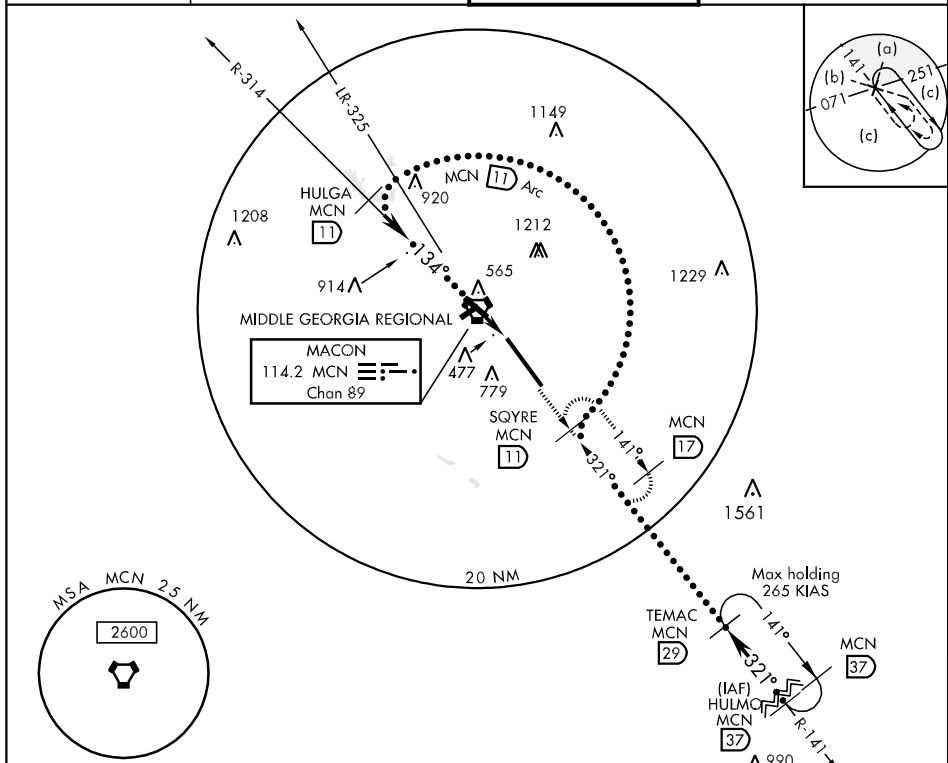 R-314
LR-325
1149
MCN 11 Arc
HULGA
MCN
11
920
1208
1212
134°
565
914
1229
MIDDLE GEORGIA REGIONAL
MACON
114.2 MCN
Chan 89
477
779
SQYRE
MCN
11
141°
MCN
17
321°
1561
20 NM
Max holding
265 KIAS
TEMAC
MCN
29
141°
MCN
37
321°
(IAF)
HULMO
MCN
37
R-141
990
MSA MCN 25 NM
2600
141
(a)
(b)
251
(c)
071
(c)